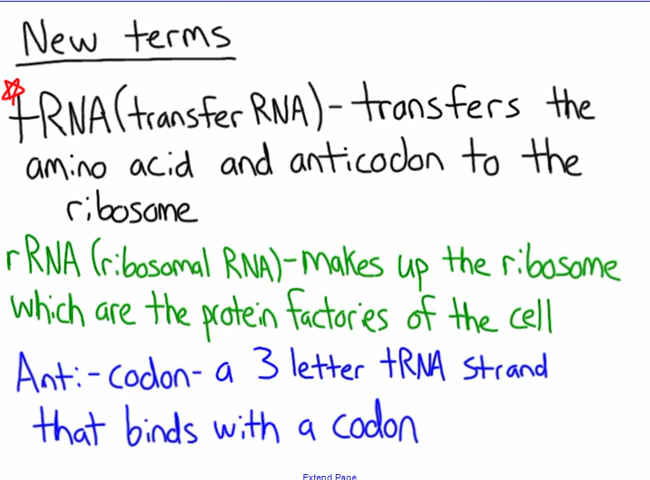 New terms
tRNA (transfer RNA) - transfers the
amino acid and anticodon to the
ribosome
rRNA (ribosomal RNA) - makes up the ribosome
which are the protein factories of the cell
Anti-codon - a 3 letter tRNA strand
that binds with a codon
Extend Page